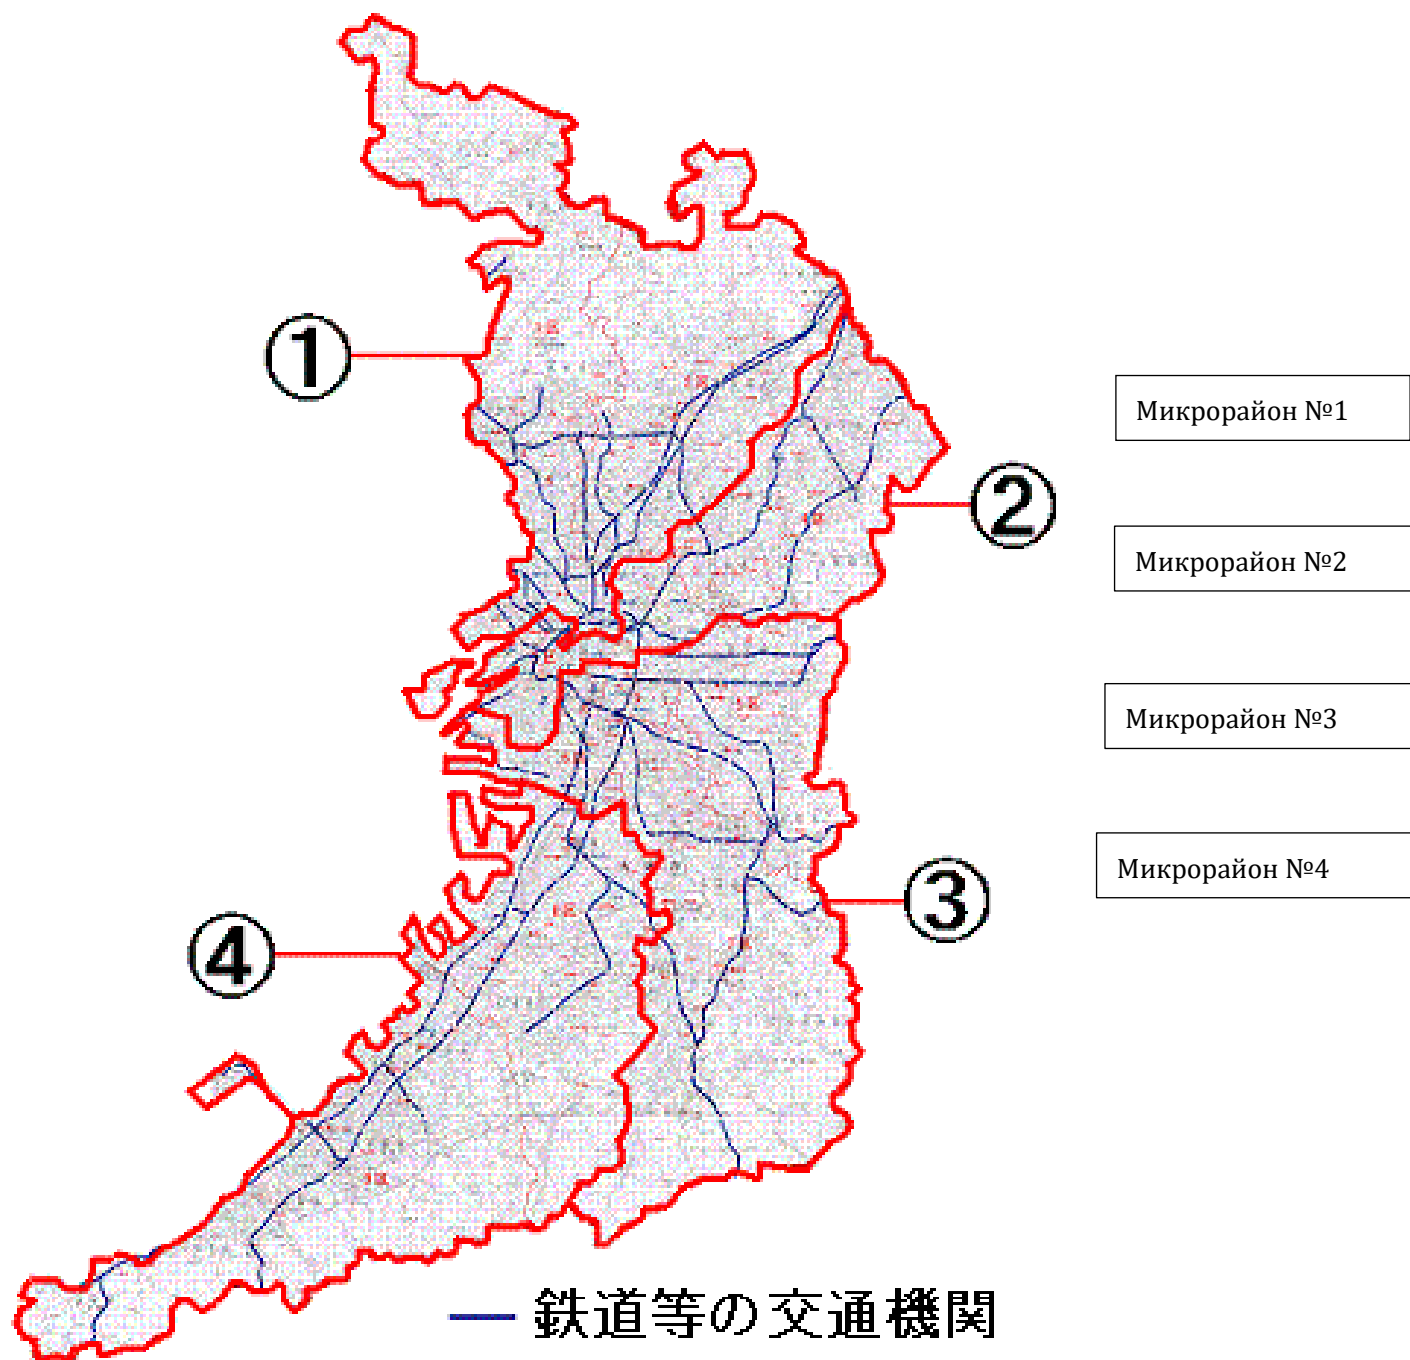 ①
Микрорайон №1
②
Микрорайон №2
Микрорайон №3
Микрорайон №4
③
④
鉄道等の交通機関